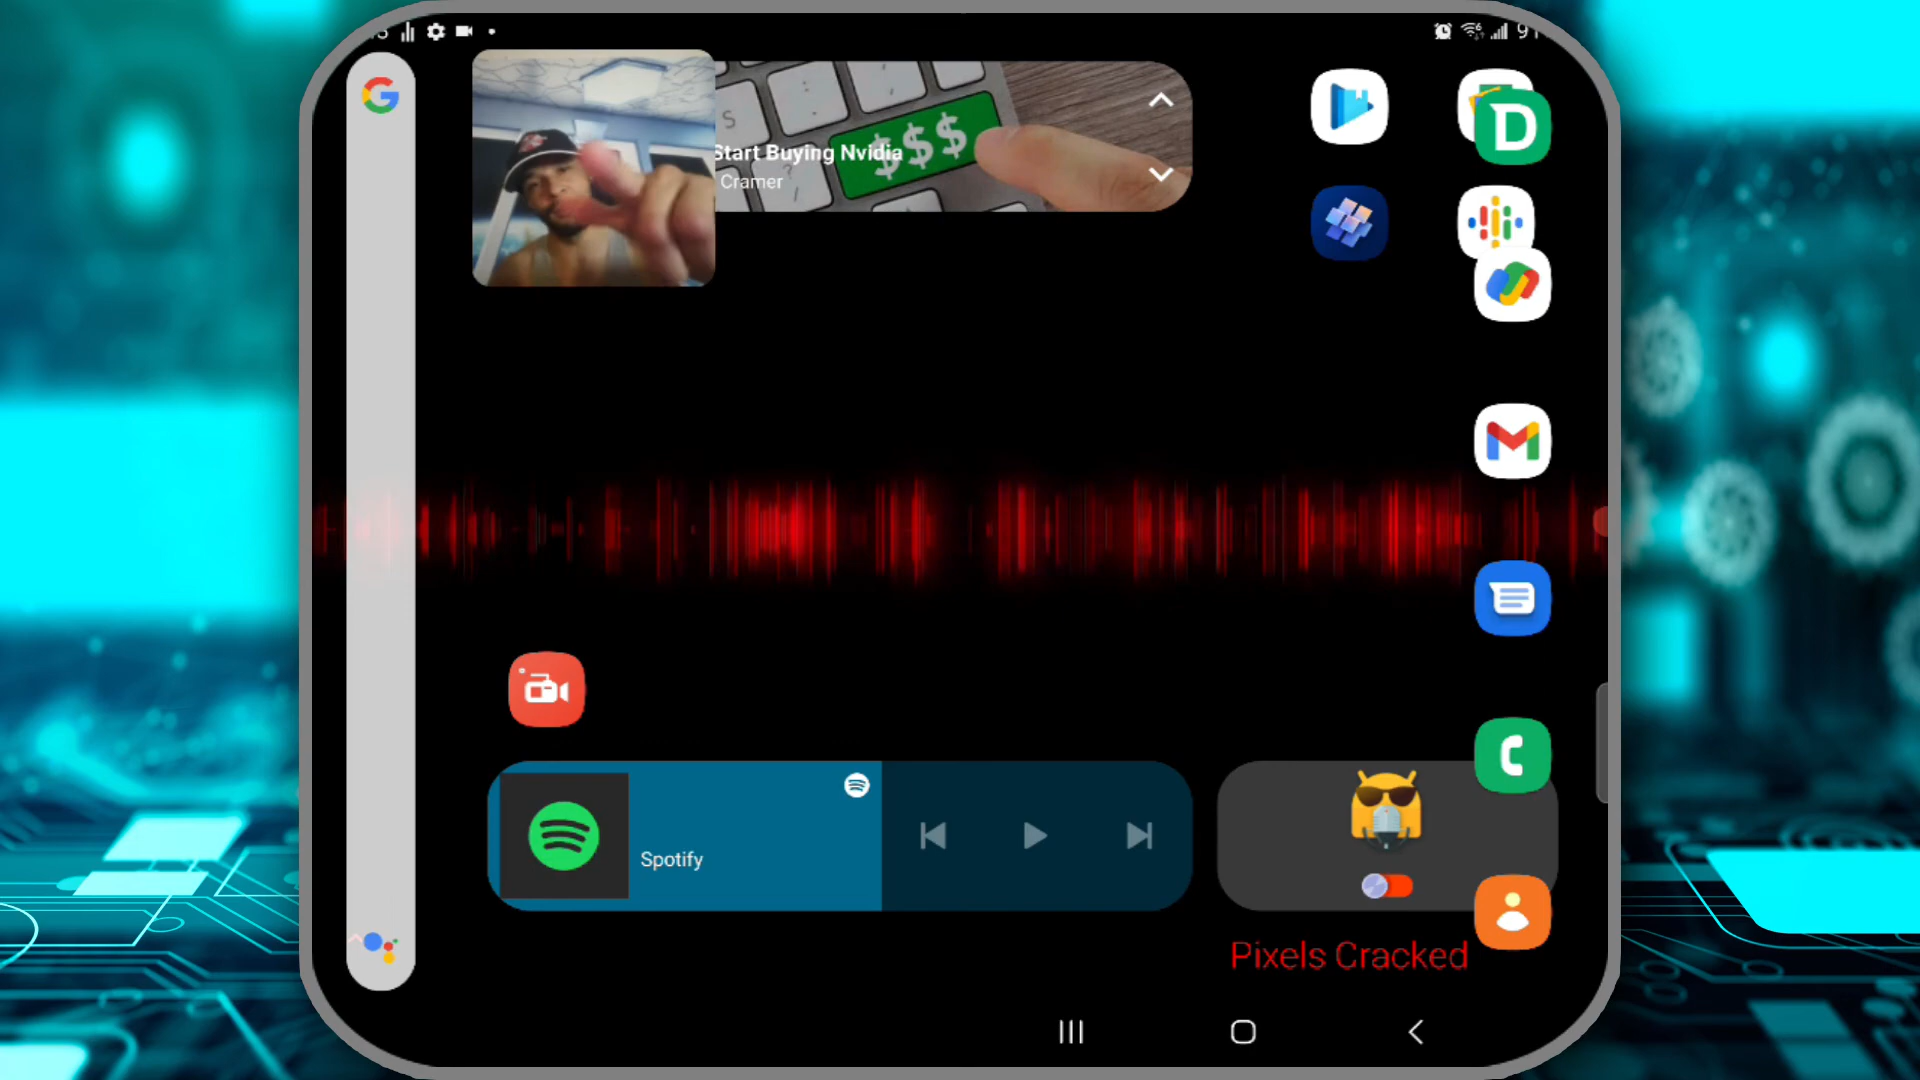 Start Buying Nvidia
Cramer
$$$
S
D
Spotify
Pixels Cracked